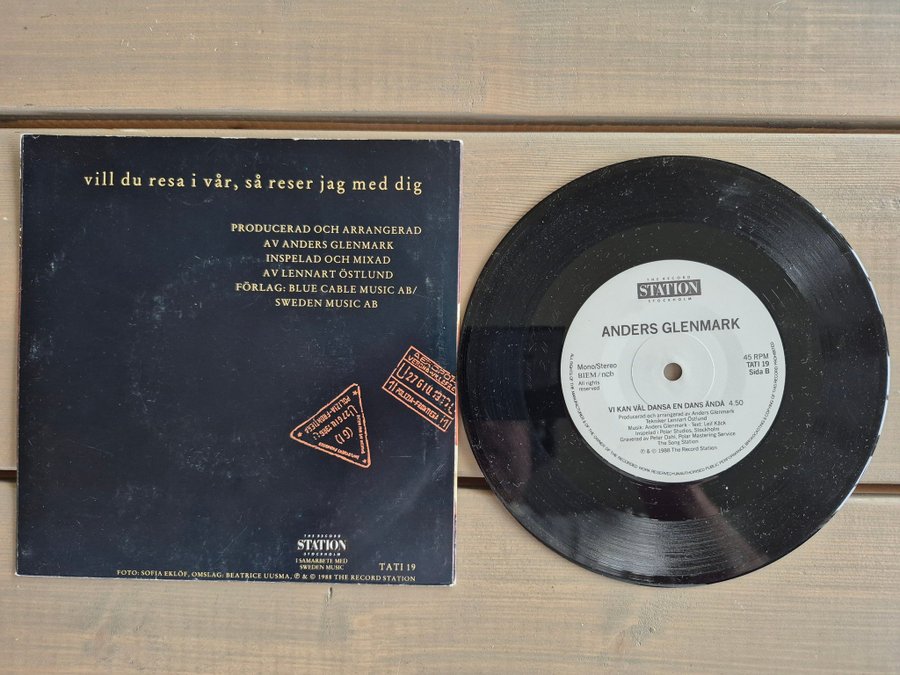 vill du resa i vår, så reser jag med dig
PRODUCERAD OCH ARRANGERAD
AV ANDERS GLENMARK
INSPELAD OCH MIXAD
AV LENNART ÖSTLUND
FÖRLAG: BLUE CABLE MUSIC AB/
SWEDEN MUSIC AB
THE RECORD
STATION
STOCKHOLM
I SAMARBETE MED
SWEDEN MUSIC
TATI 19
FOTO: SOFIA EKLÖF, OMSLAG: BEATRICE UUSMA, ℗ & © 1988 THE RECORD STATION
THE RECORD
STATION
STOCKHOLM
ANDERS GLENMARK
Mono/Stereo
BIEM/ncb
All rights
reserved
45 RPM
TATI 19
Sida B
VI KAN VÄL DANSA EN DANS ÄNDÅ 4.50
Producerad och arrangerad av Anders Glenmark
Tekniker Lennart Östlund
Musik: Anders Glenmark - Text: Leif Käck
Inspelad i Polar Studios, Stockholm
Graverad av Peter Dahl, Polar Mastering Service
The Song Station
℗ & © 1988 The Record Station